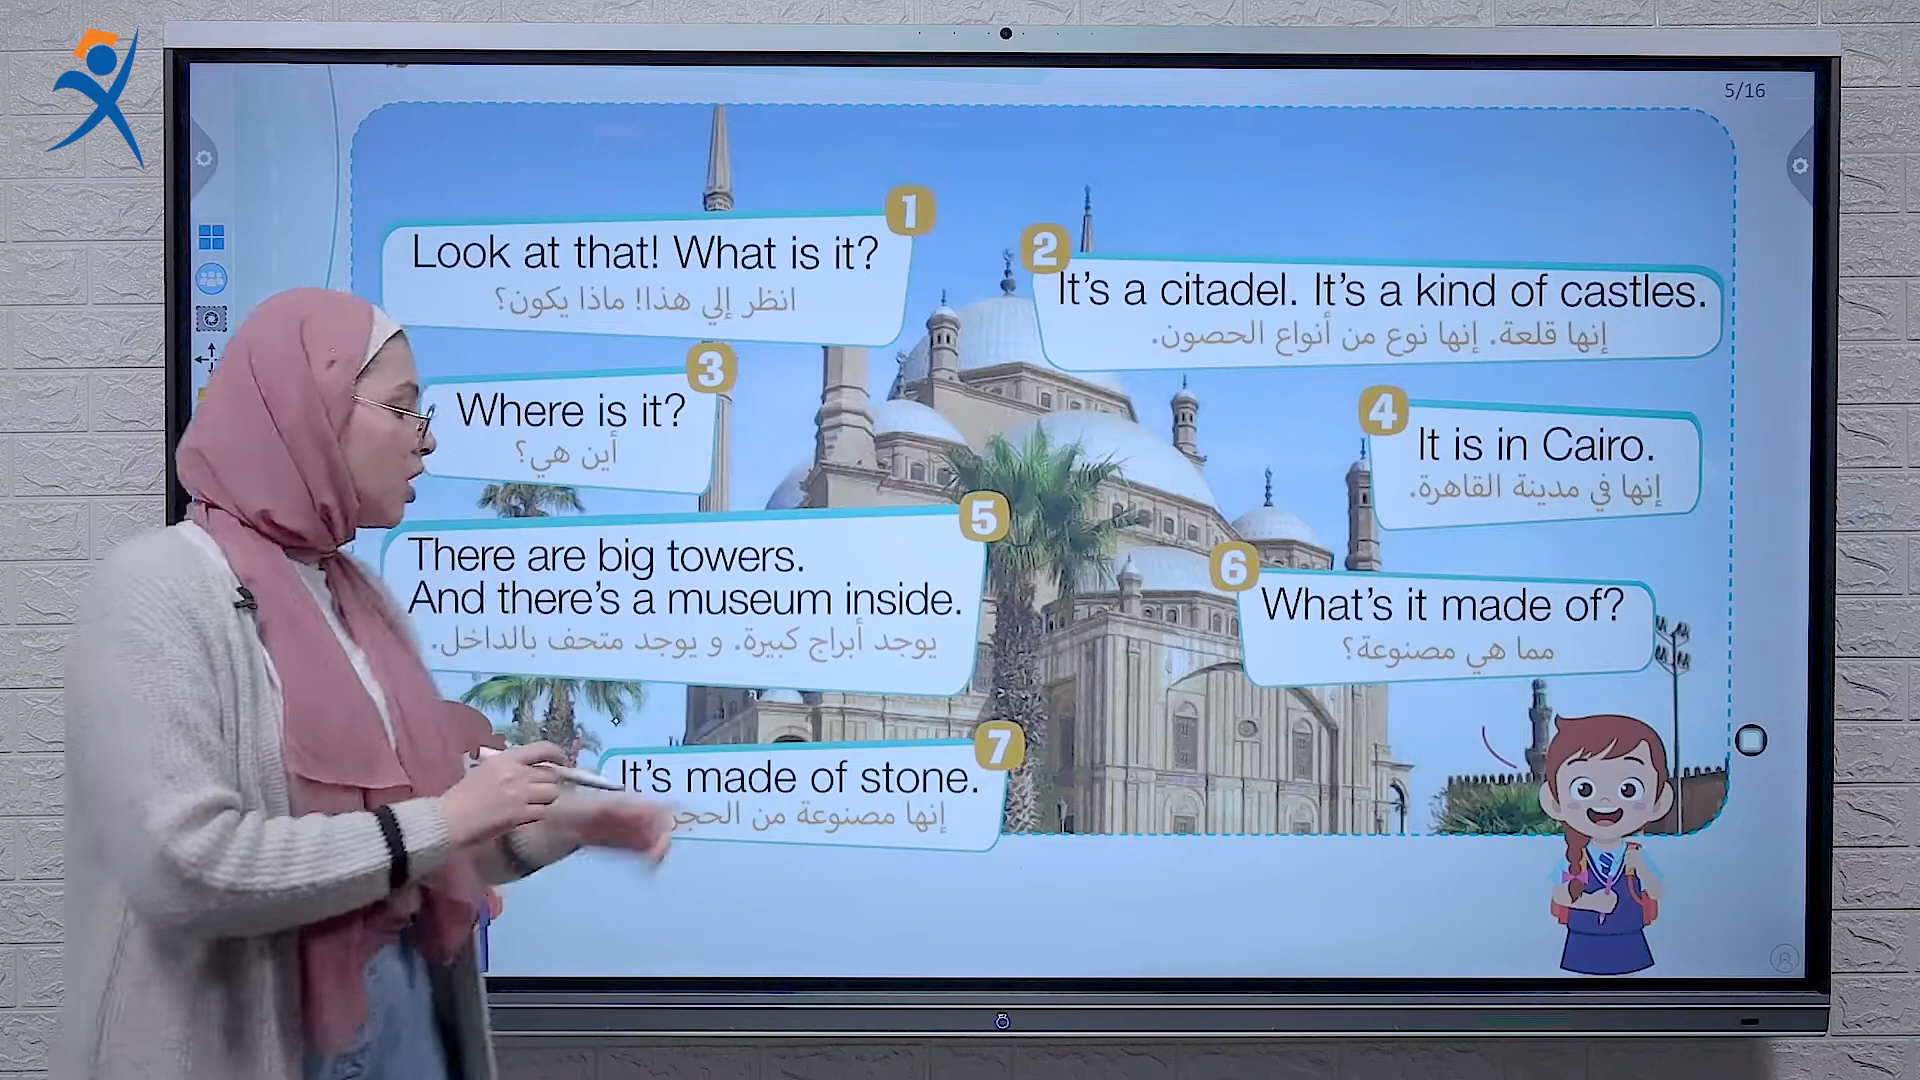 5/16
1
Look at that! What is it?
انظر إلي هذا! ماذا يكون؟
2
It's a citadel. It's a kind of castles.
إنها قلعة. إنها نوع من أنواع الحصون.
3
Where is it?
أين هي؟
4
It is in Cairo.
إنها في مدينة القاهرة.
5
There are big towers.
And there's a museum inside.
يوجد أبراج كبيرة. و يوجد متحف بالداخل.
6
What's it made of?
مما هي مصنوعة؟
7
It's made of stone.
إنها مصنوعة من الحجر